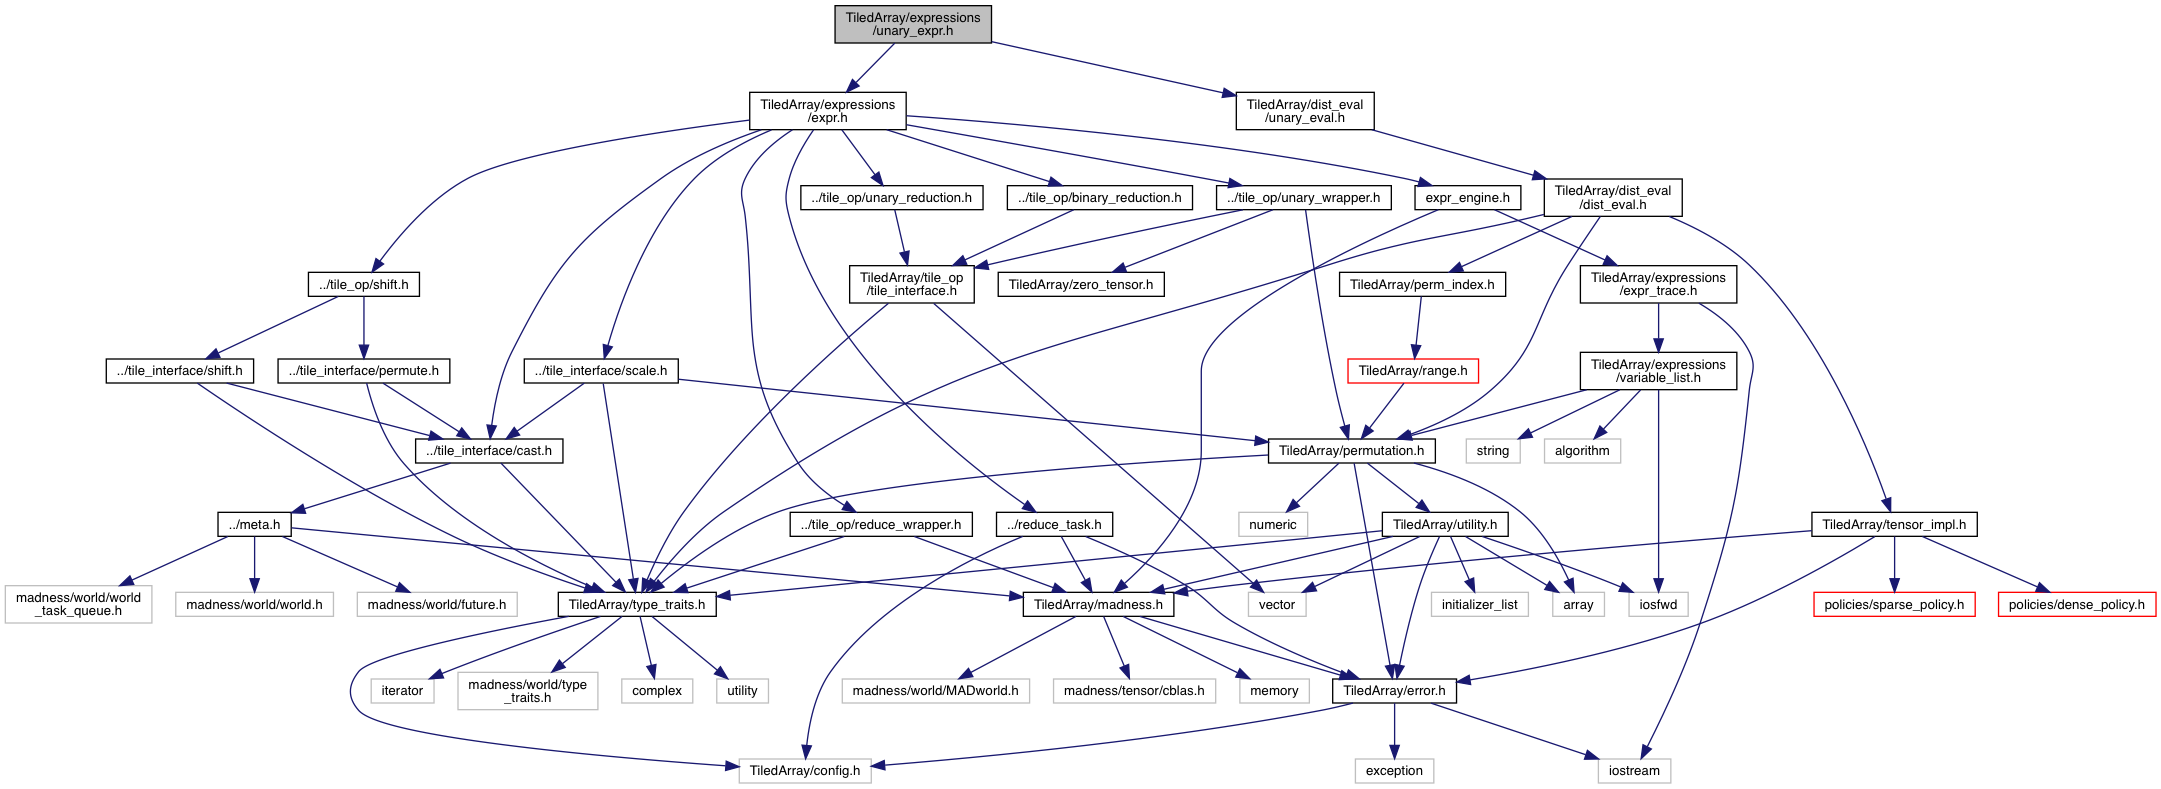 TiledArray/expressions
/unary_expr.h
TiledArray/expressions
/expr.h
TiledArray/dist_eval
/unary_eval.h
../tile_op/unary_reduction.h
../tile_op/binary_reduction.h
../tile_op/unary_wrapper.h
expr_engine.h
TiledArray/dist_eval
/dist_eval.h
../tile_op/shift.h
TiledArray/tile_op
/tile_interface.h
TiledArray/zero_tensor.h
TiledArray/perm_index.h
TiledArray/expressions
/expr_trace.h
../tile_interface/shift.h
../tile_interface/permute.h
../tile_interface/scale.h
TiledArray/range.h
TiledArray/expressions
/variable_list.h
../tile_interface/cast.h
TiledArray/permutation.h
string
algorithm
../meta.h
../tile_op/reduce_wrapper.h
../reduce_task.h
numeric
TiledArray/utility.h
TiledArray/tensor_impl.h
madness/world/world
_task_queue.h
madness/world/world.h
madness/world/future.h
TiledArray/type_traits.h
TiledArray/madness.h
vector
initializer_list
array
iosfwd
policies/sparse_policy.h
policies/dense_policy.h
iterator
madness/world/type
_traits.h
complex
utility
madness/world/MADworld.h
madness/tensor/cblas.h
memory
TiledArray/error.h
TiledArray/config.h
exception
iostream